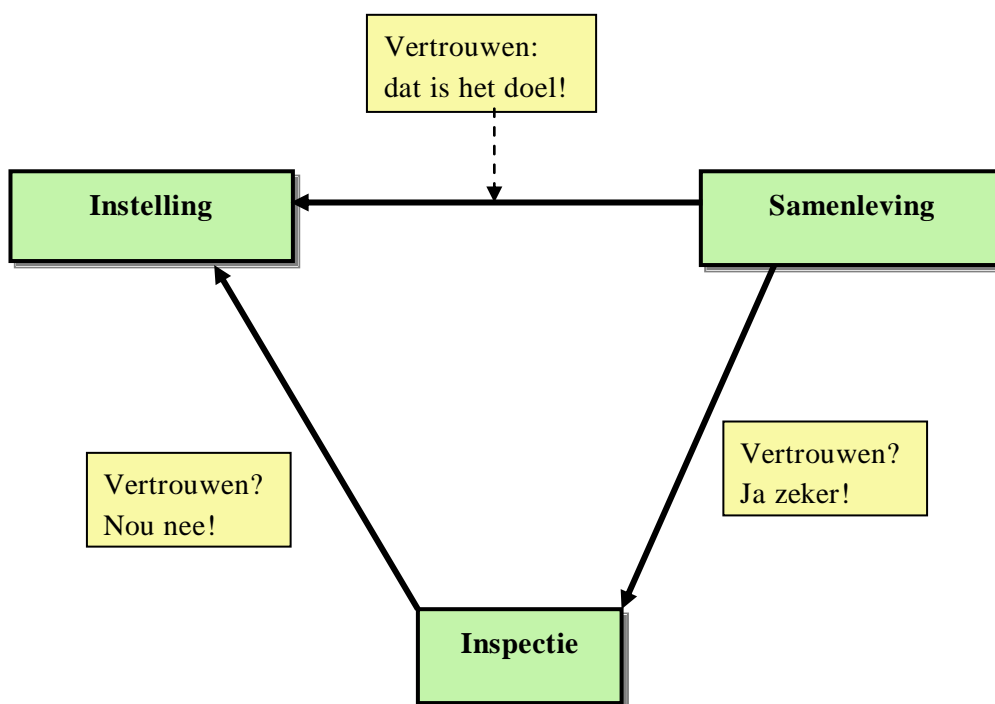 Vertrouwen:
dat is het doel!
Instelling
Samenleving
Vertrouwen?
Nou nee!
Vertrouwen?
Ja zeker!
Inspectie